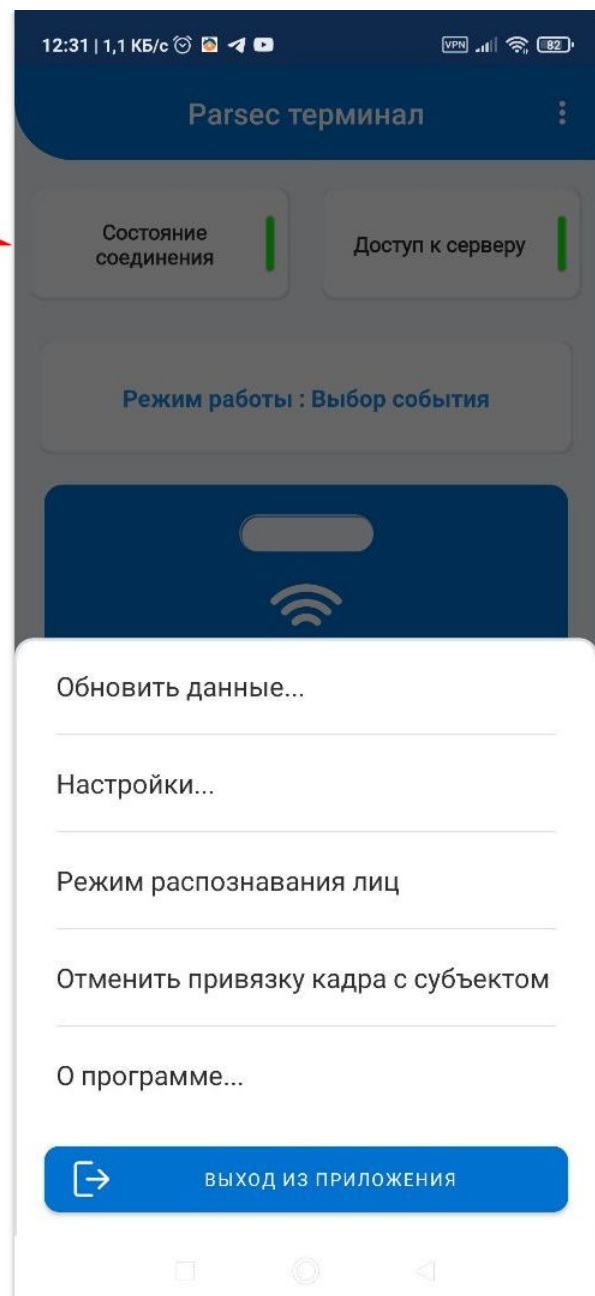 12:31 | 1,1 КБ/с VPN 82
Parsec терминал
Состояние
соединения
Доступ к серверу
Режим работы : Выбор события
Обновить данные...
Настройки...
Режим распознавания лиц
Отменить привязку кадра с субъектом
О программе...
ВЫХОД ИЗ ПРИЛОЖЕНИЯ